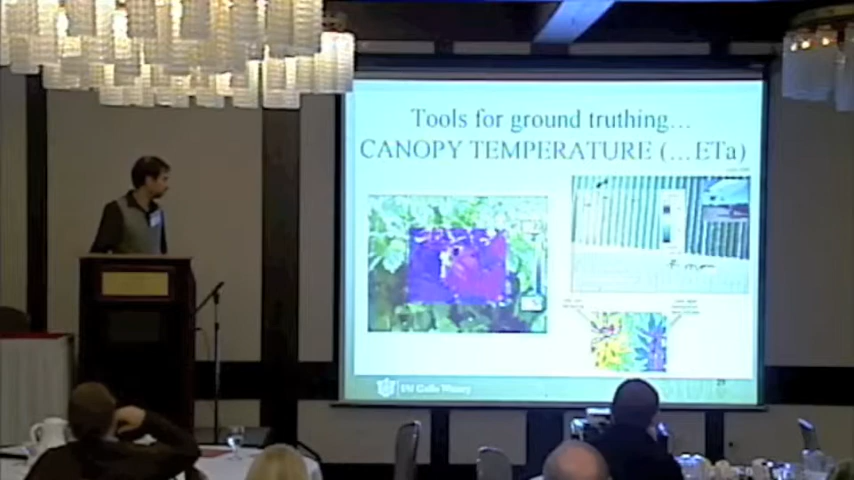 Tools for ground truthing...
CANOPY TEMPERATURE (...ETa)
E&J Gallo Winery